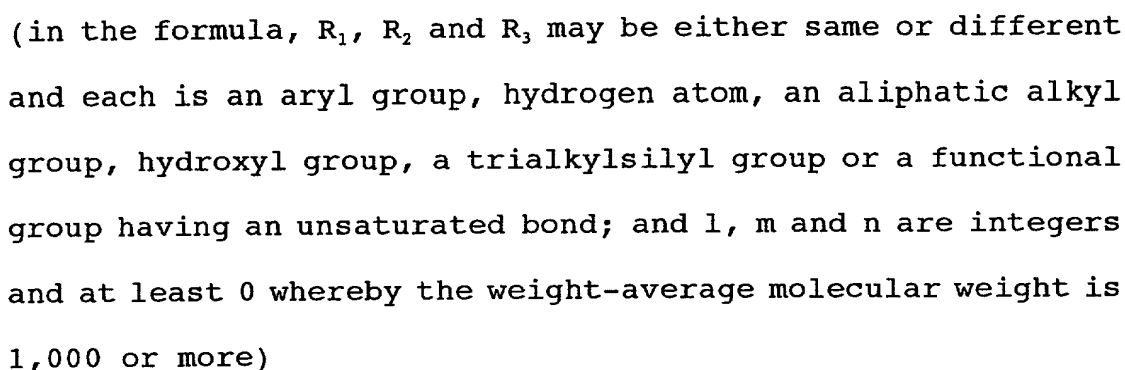 (in the formula, R₁, R₂ and R₃ may be either same or different
and each is an aryl group, hydrogen atom, an aliphatic alkyl
group, hydroxyl group, a trialkylsilyl group or a functional
group having an unsaturated bond; and l, m and n are integers
and at least 0 whereby the weight-average molecular weight is
1,000 or more)